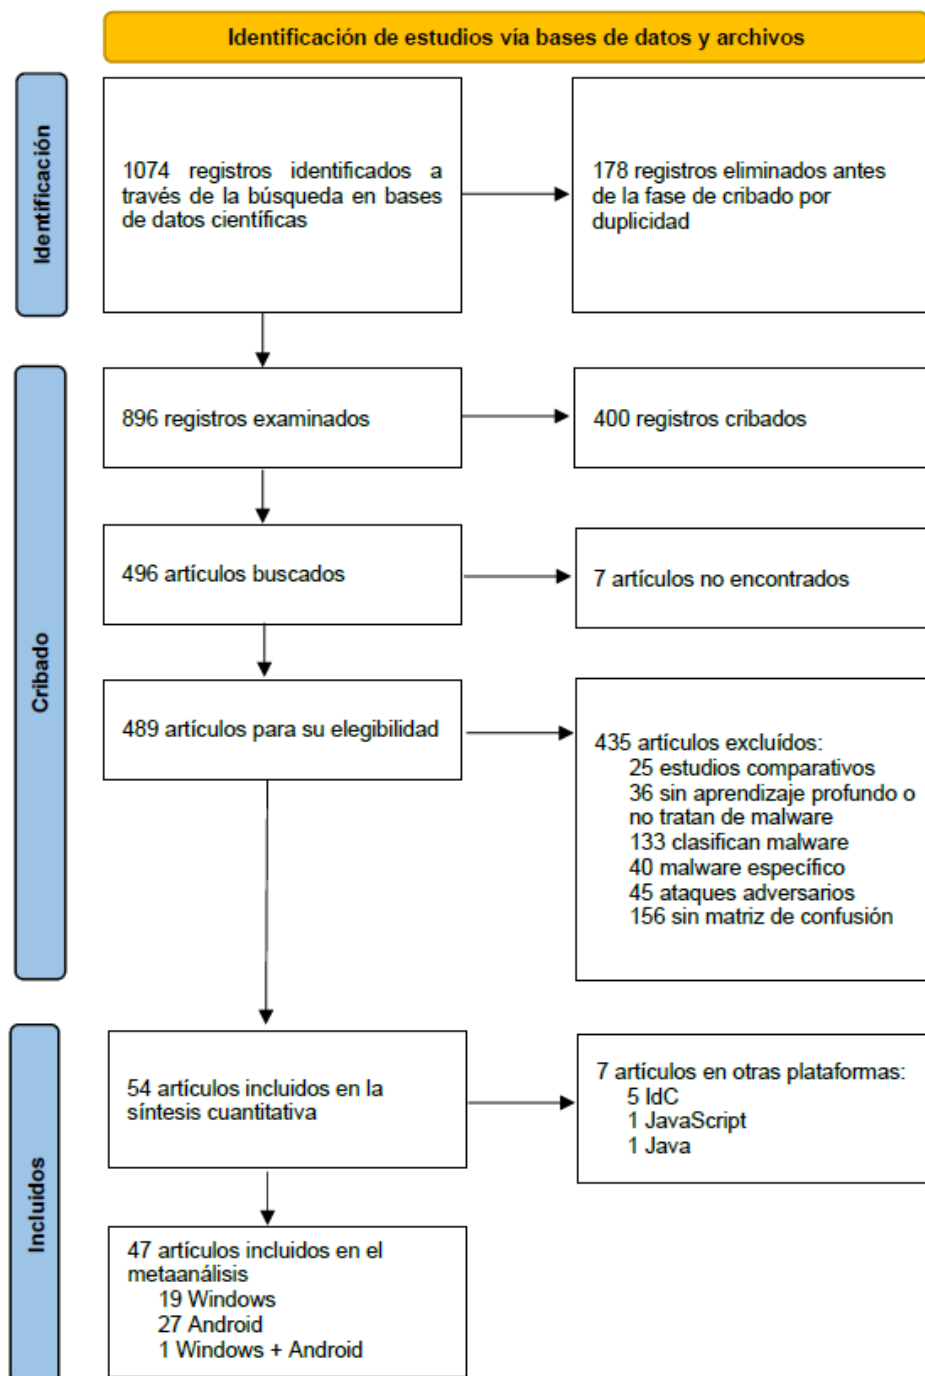 Identificación de estudios vía bases de datos y archivos
Identificación
1074 registros identificados a
través de la búsqueda en bases
de datos científicas
178 registros eliminados antes
de la fase de cribado por
duplicidad
Cribado
896 registros examinados
400 registros cribados
496 artículos buscados
7 artículos no encontrados
489 artículos para su elegibilidad
435 artículos excluídos:
25 estudios comparativos
36 sin aprendizaje profundo o
no tratan de malware
133 clasifican malware
40 malware específico
45 ataques adversarios
156 sin matriz de confusión
Incluidos
54 artículos incluidos en la
síntesis cuantitativa
7 artículos en otras plataformas:
5 IdC
1 JavaScript
1 Java
47 artículos incluidos en el
metaanálisis
19 Windows
27 Android
1 Windows + Android